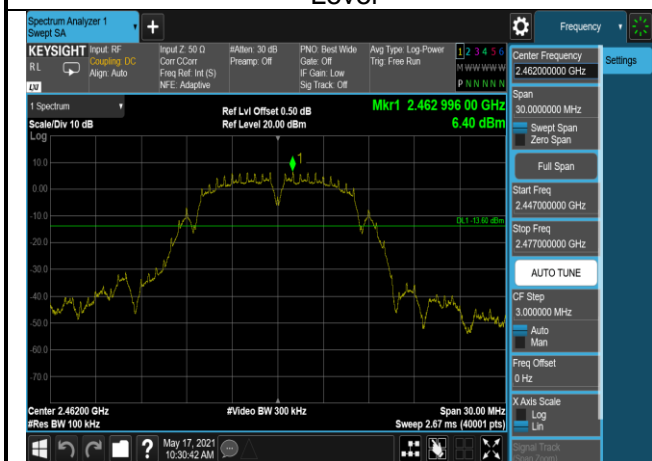 Level
Spectrum Analyzer 1
Swept SA
Frequency
KEYSIGHT
RL
LXI
Input: RF
Coupling: DC
Align: Auto
Input Z: 50 Ω
Corr CCorr
Freq Ref: Int (S)
NFE: Adaptive
#Atten: 30 dB
Preamp: Off
PNO: Best Wide
Gate: Off
IF Gain: Low
Sig Track: Off
Avg Type: Log-Power
Trig: Free Run
1 2 3 4 5 6
M W W W W W
P N N N N N
1 Spectrum
Scale/Div 10 dB
Log
Ref Lvl Offset 0.50 dB
Ref Level 20.00 dBm
Mkr1 2.462 996 00 GHz
6.40 dBm
1
10.0
0.00
-10.0
-20.0
-30.0
-40.0
-50.0
-60.0
-70.0
DL1 -13.60 dBm
Center 2.46200 GHz
#Res BW 100 kHz
#Video BW 300 kHz
Span 30.00 MHz
Sweep 2.67 ms (40001 pts)
May 17, 2021
10:30:42 AM
Center Frequency
2.462000000 GHz
Settings
Span
30.0000000 MHz
Swept Span
Zero Span
Full Span
Start Freq
2.447000000 GHz
Stop Freq
2.477000000 GHz
AUTO TUNE
CF Step
3.000000 MHz
Auto
Man
Freq Offset
0 Hz
X Axis Scale
Log
Lin
Signal Track
(Span Zoom)